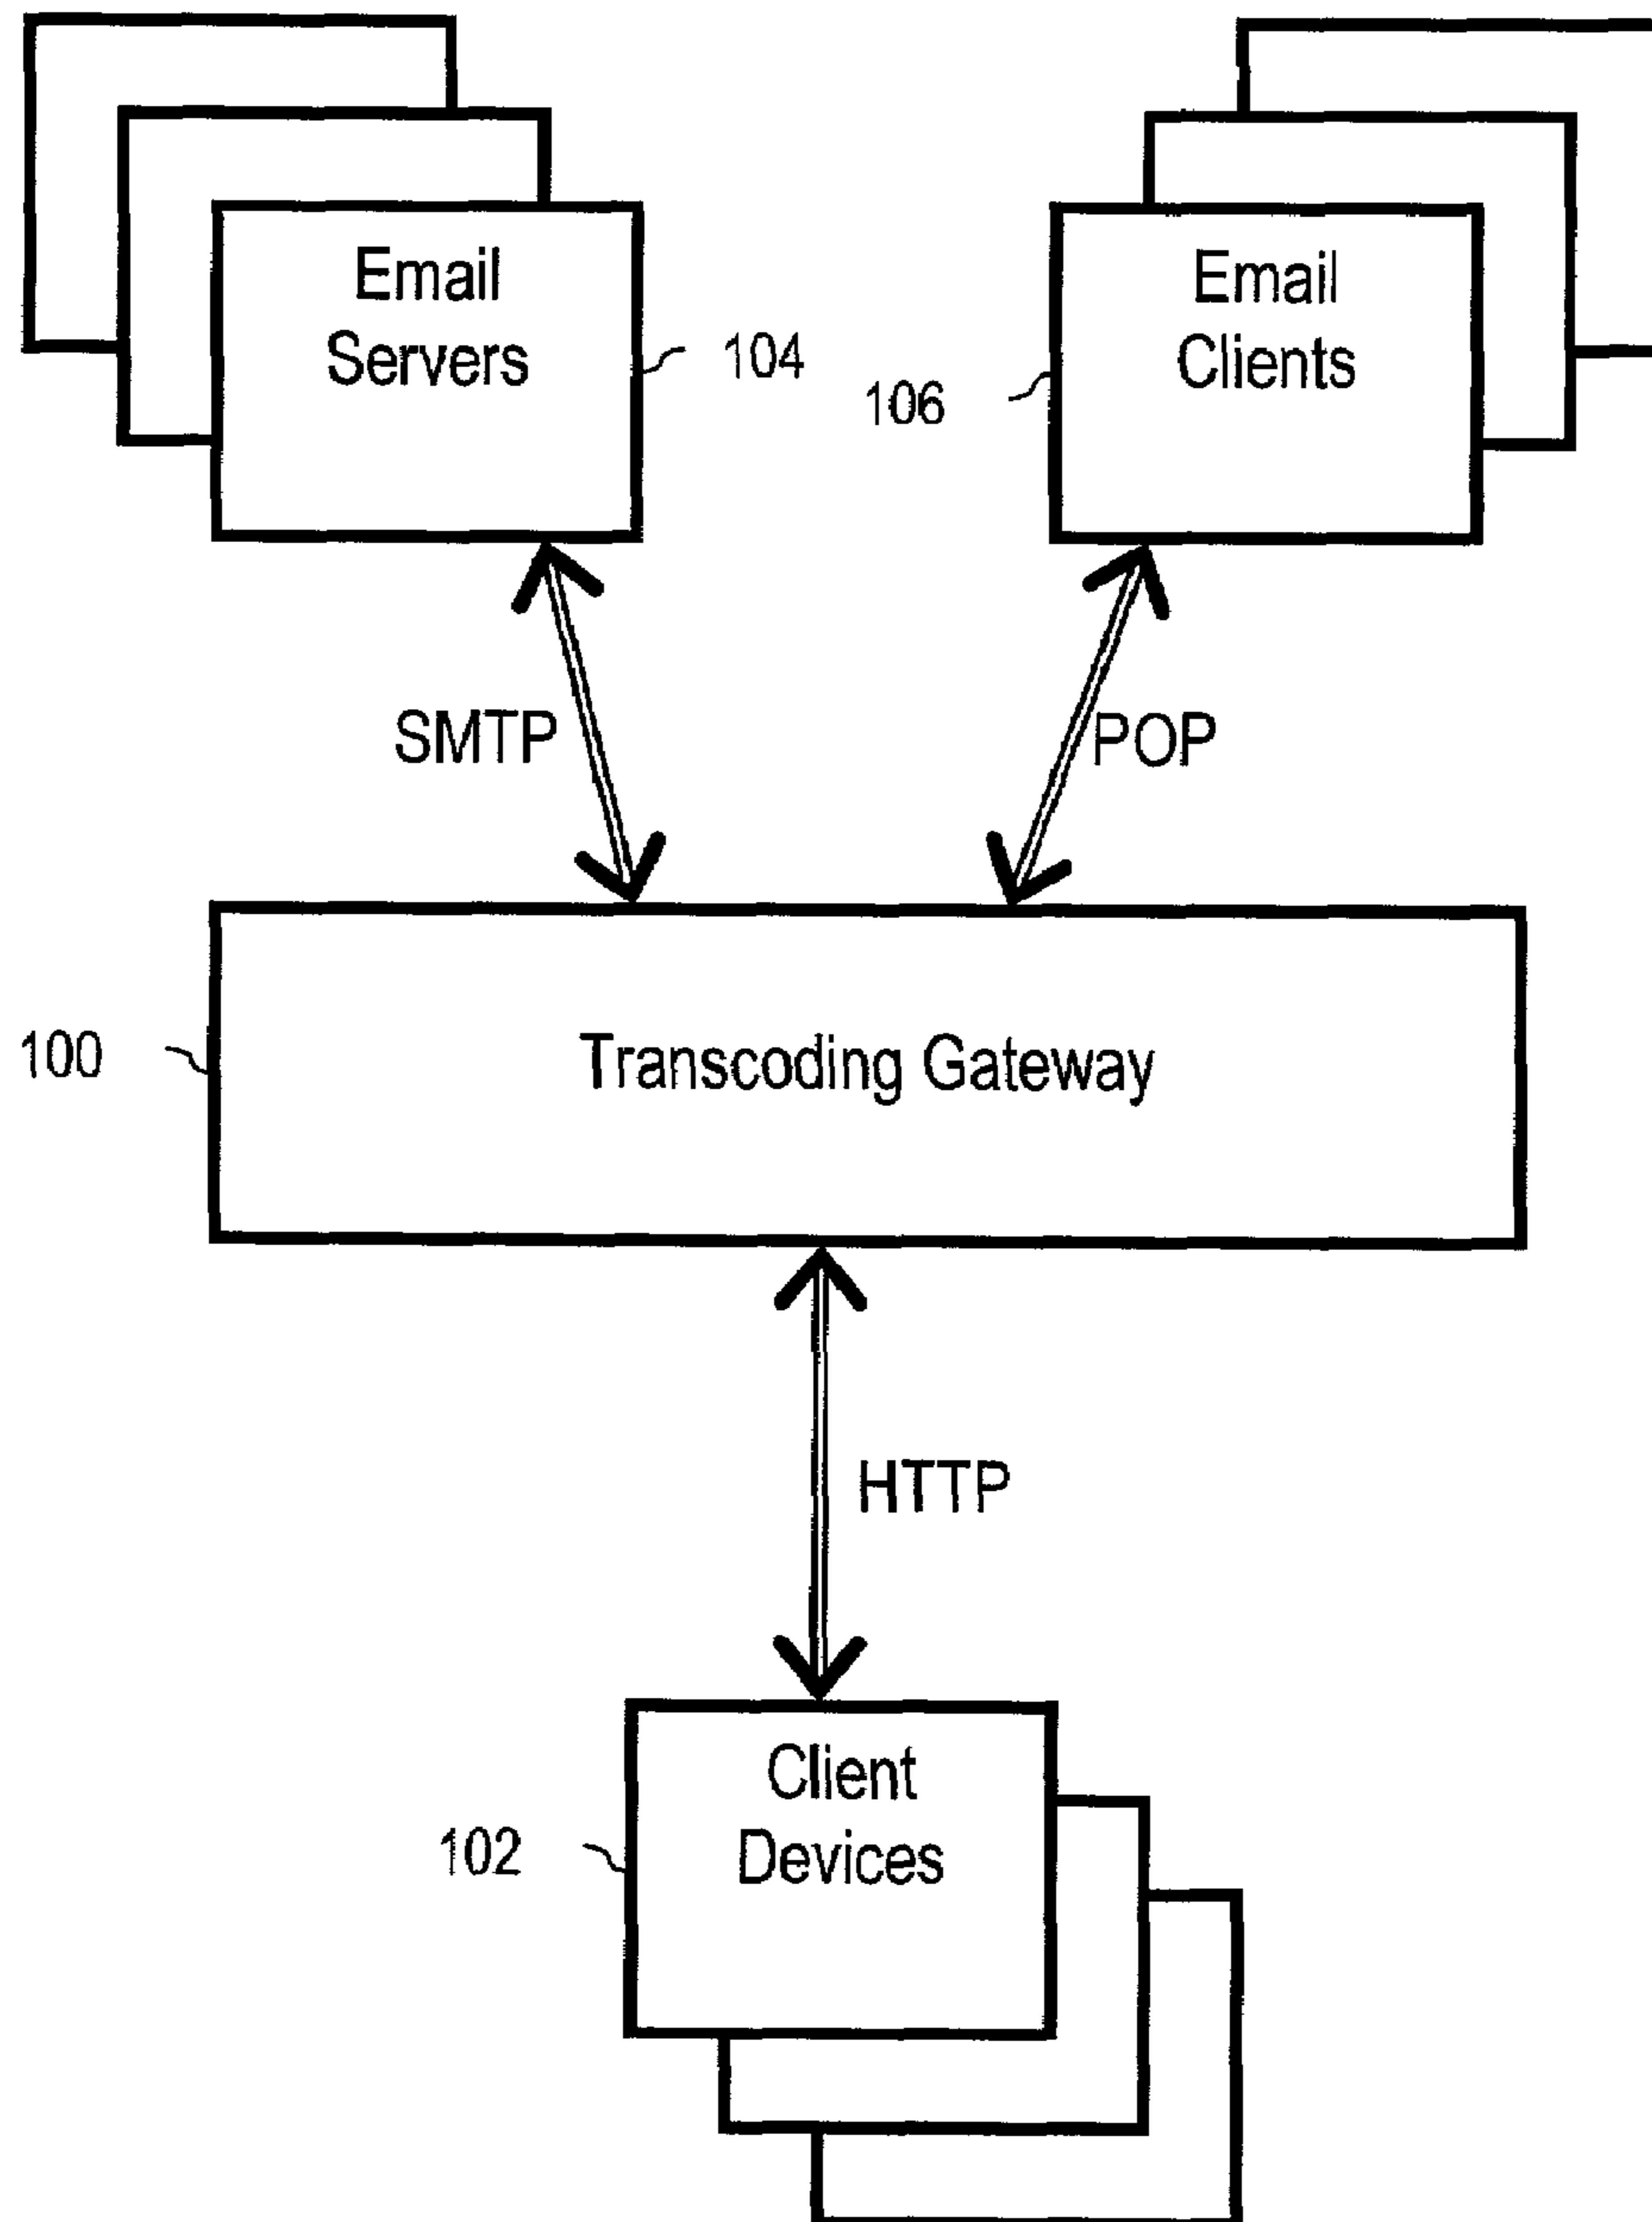 Email
Servers
104
Email
Clients
106
SMTP
POP
100
Transcoding Gateway
HTTP
Client
Devices
102